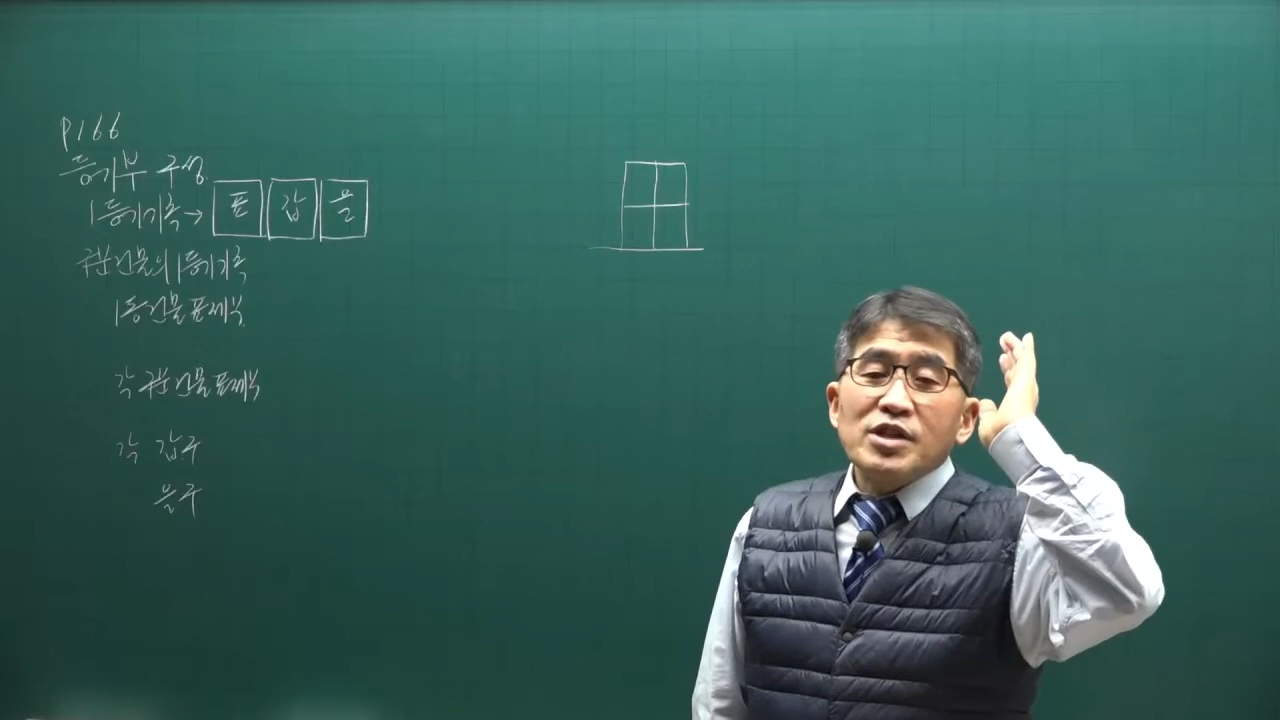 P166
등기부 구성
1등기기록→ 표 갑 을
구분건물의 1등기기록
1동건물표제부
각 구분건물표제부
각 갑구
을구